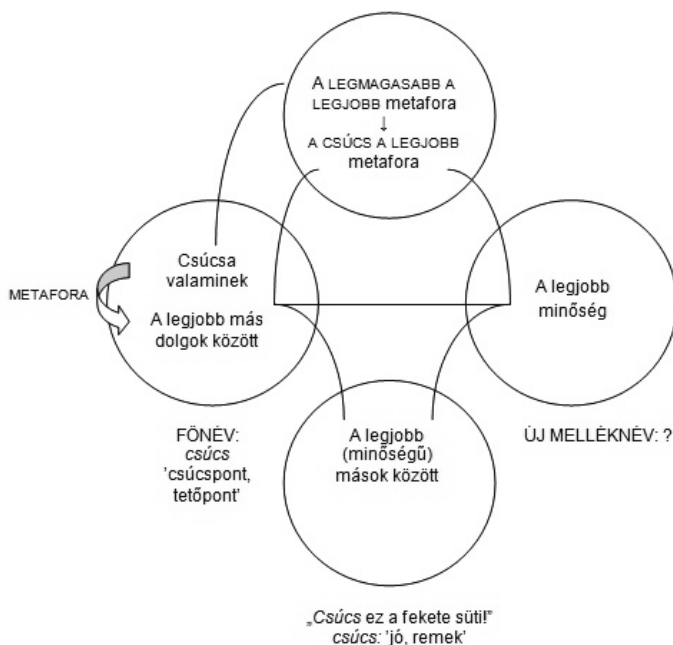 A LEGMAGASABB A
LEGJOBB metafora
↓
A CSÚCS A LEGJOBB
metafora
METAFORA
Csúcsa
valaminek
A legjobb más
dolgok között
A legjobb
minőség
FŐNÉV:
csúcs
'csúcspont,
tetőpont'
A legjobb
(minőségű)
mások között
ÚJ MELLÉKNÉV: ?
„Csúcs ez a fekete süti!”
csúcs: 'jó, remek'